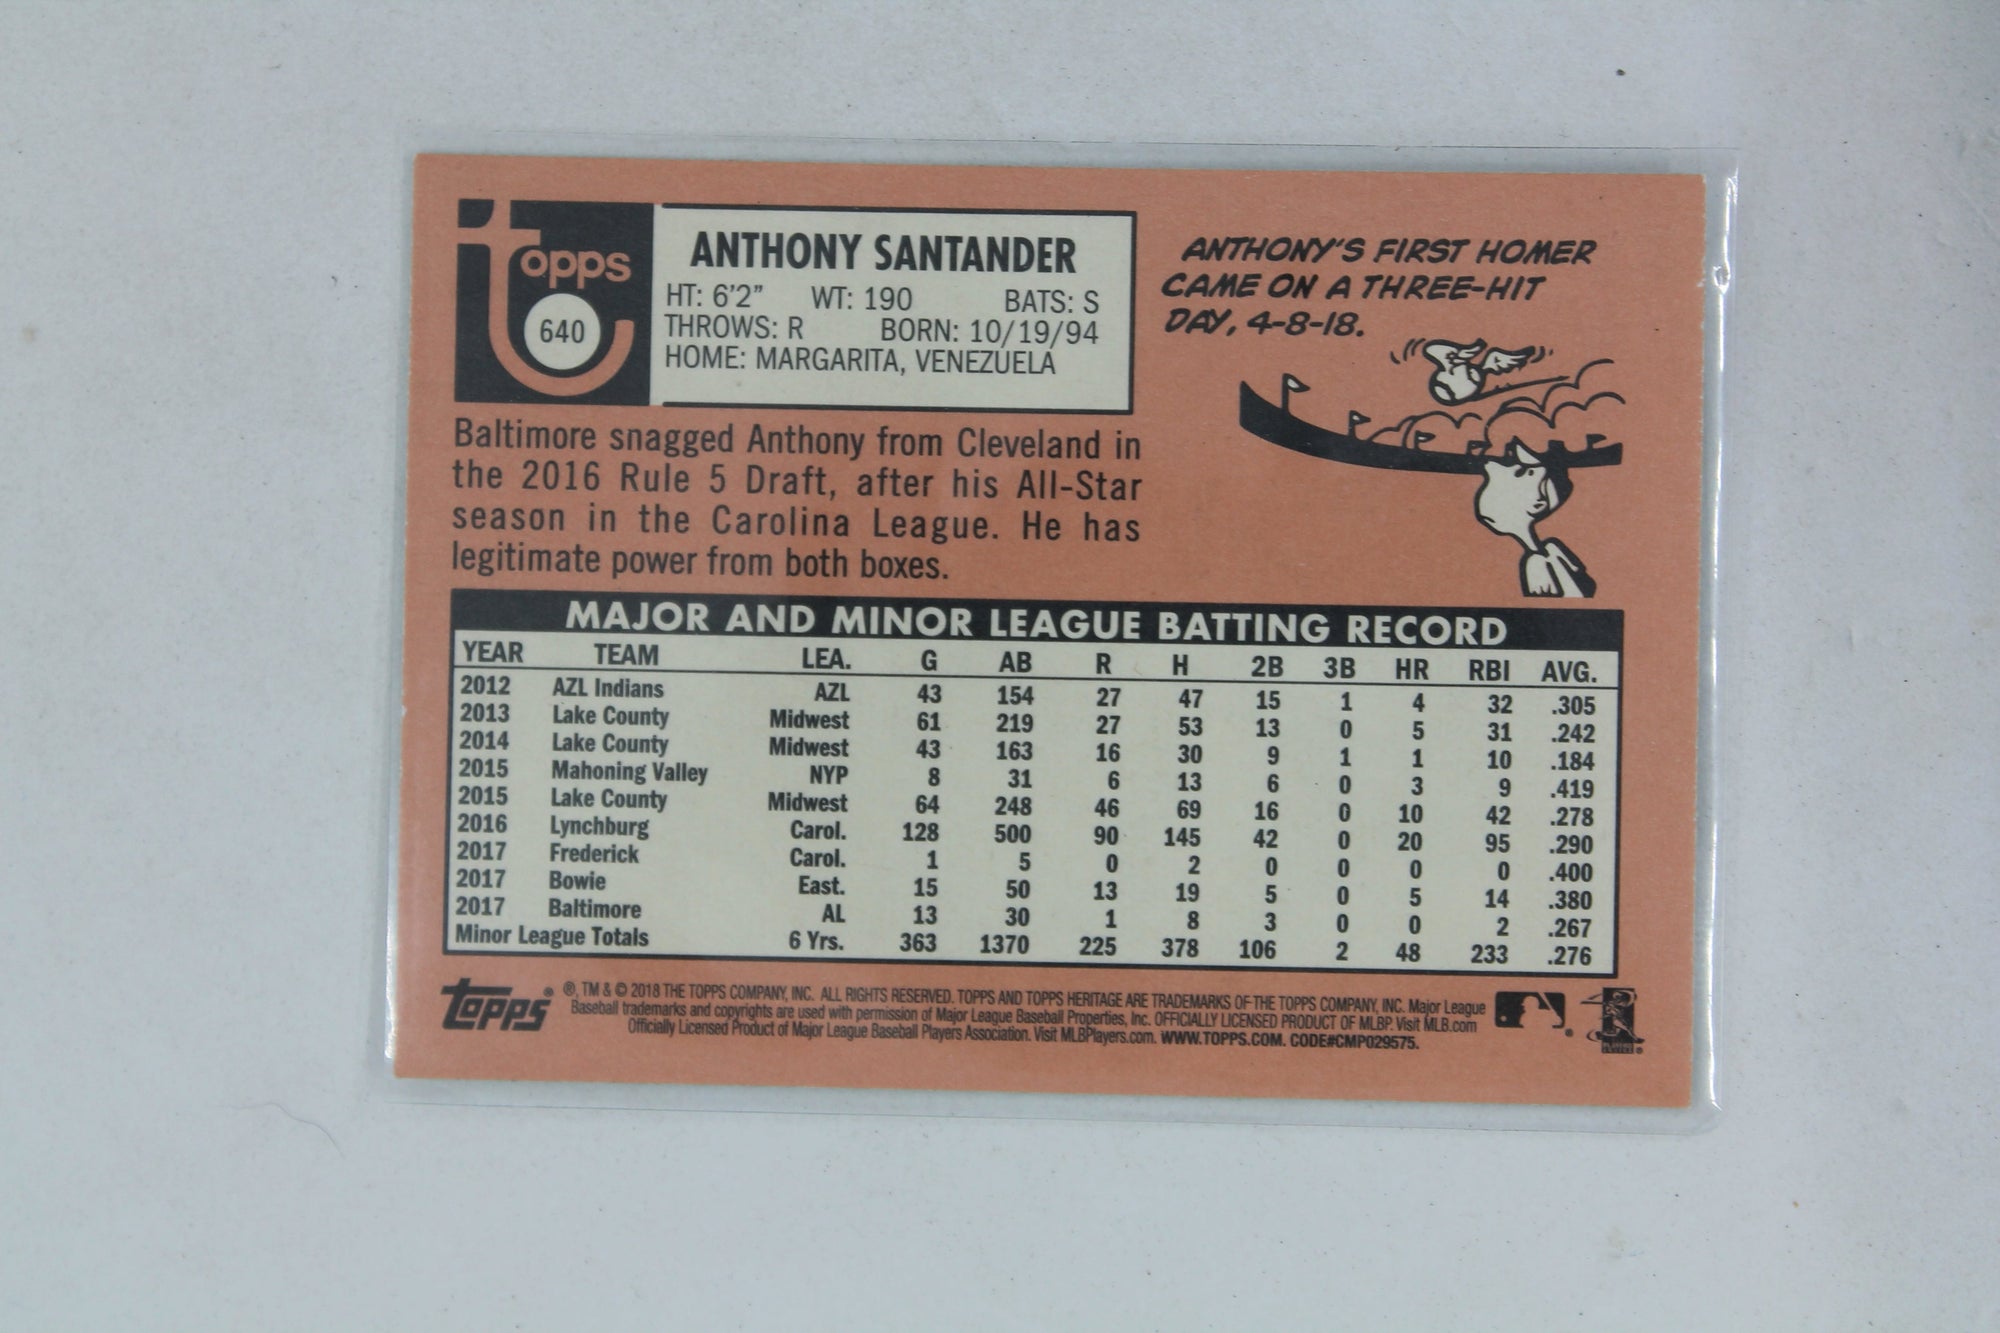 topps
640
ANTHONY SANTANDER
HT: 6'2" WT: 190 BATS: S
THROWS: R BORN: 10/19/94
HOME: MARGARITA, VENEZUELA
ANTHONY'S FIRST HOMER
CAME ON A THREE-HIT
DAY, 4-8-18.
Baltimore snagged Anthony from Cleveland in
the 2016 Rule 5 Draft, after his All-Star
season in the Carolina League. He has
legitimate power from both boxes.
MAJOR AND MINOR LEAGUE BATTING RECORD
YEAR TEAM LEA. G AB R H 2B 3B HR RBI AVG.
2012 AZL Indians AZL 43 154 27 47 15 1 4 32 .305
2013 Lake County Midwest 61 219 27 53 13 0 5 31 .242
2014 Lake County Midwest 43 163 16 30 9 1 1 10 .184
2015 Mahoning Valley NYP 8 31 6 13 6 0 3 9 .419
2015 Lake County Midwest 64 248 46 69 16 0 10 42 .278
2016 Lynchburg Carol. 128 500 90 145 42 0 20 95 .290
2017 Frederick Carol. 1 5 0 2 0 0 0 0 .400
2017 Bowie East. 15 50 13 19 5 0 5 14 .380
2017 Baltimore AL 13 30 1 8 3 0 0 2 .267
Minor League Totals 6 Yrs. 363 1370 225 378 106 2 48 233 .276
TOPPS® ®, TM & © 2018 THE TOPPS COMPANY, INC. ALL RIGHTS RESERVED. TOPPS AND TOPPS HERITAGE ARE TRADEMARKS OF THE TOPPS COMPANY, INC. Major League
Baseball trademarks and copyrights are used with permission of Major League Baseball Properties, Inc. OFFICIALLY LICENSED PRODUCT OF MLBP. Visit MLB.com
Officially Licensed Product of Major League Baseball Players Association. Visit MLBPlayers.com. WWW.TOPPS.COM. CODE#CMP029575.